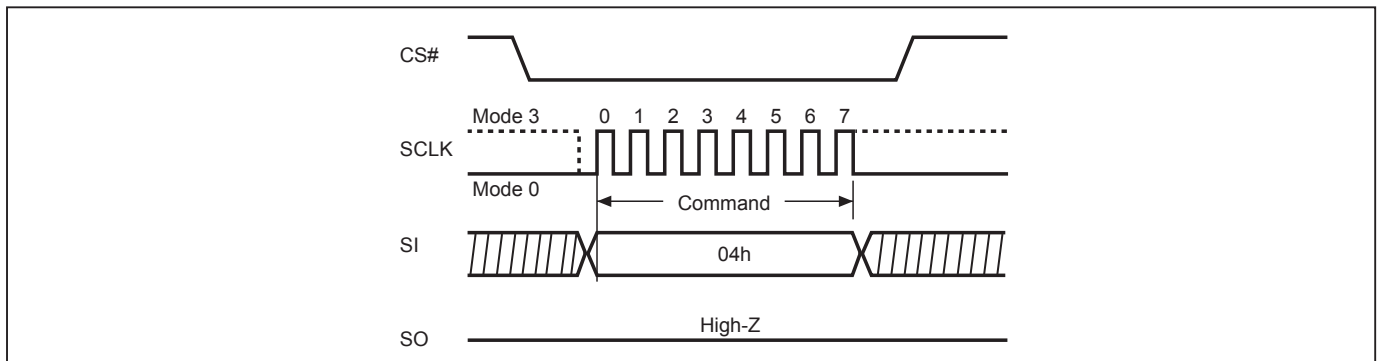 CS#
Mode 3 0 1 2 3 4 5 6 7
SCLK
Mode 0
Command
SI
04h
High-Z
SO